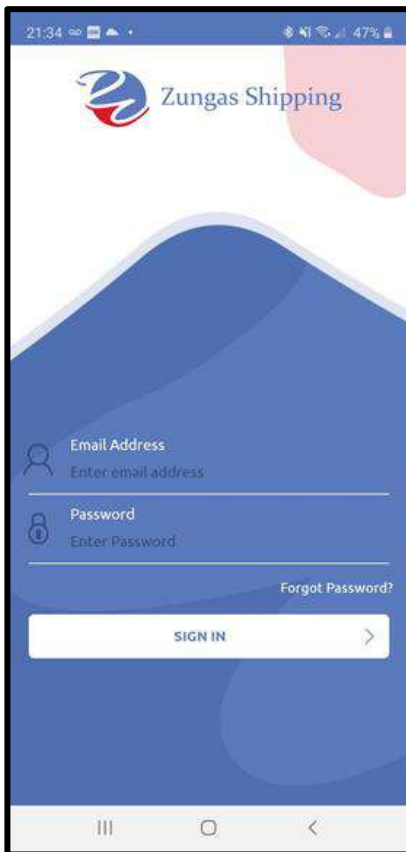 21:34
47%
Zungas Shipping
Email Address
Enter email address
Password
Enter Password
Forgot Password?
SIGN IN